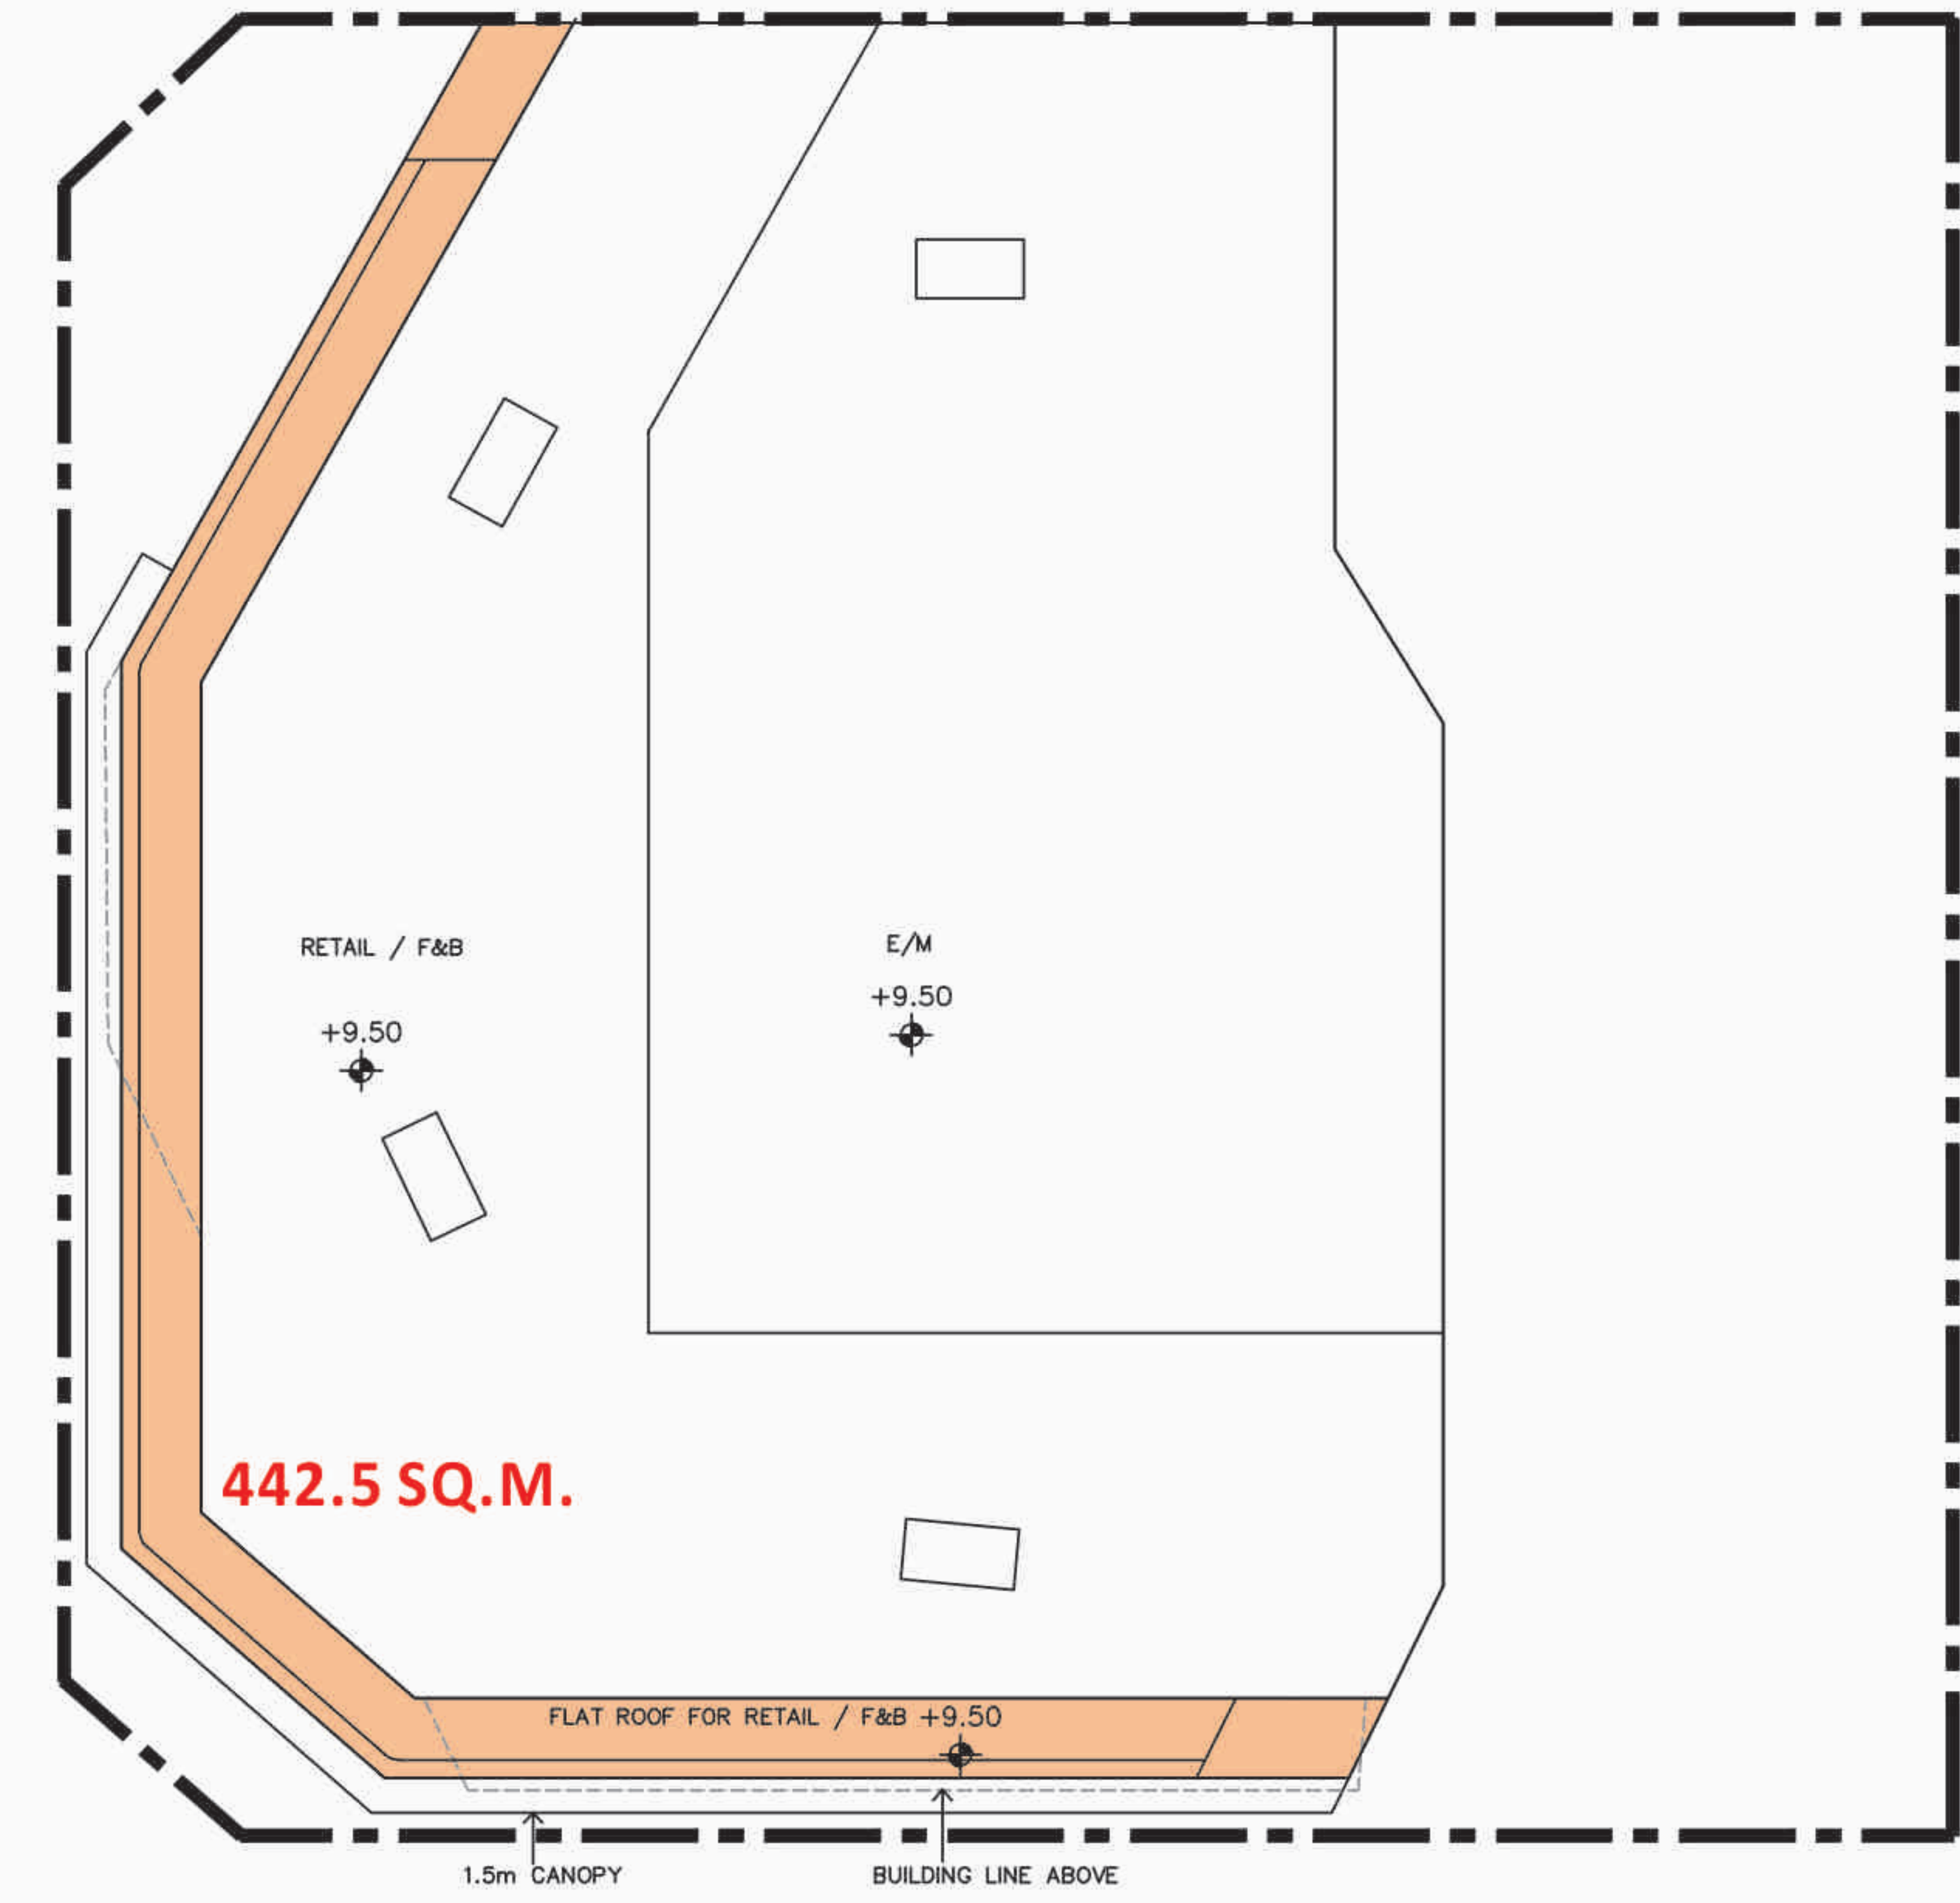 RETAIL / F&B
+9.50
E/M
+9.50
442.5 SQ.M.
FLAT ROOF FOR RETAIL / F&B +9.50
1.5m CANOPY
BUILDING LINE ABOVE